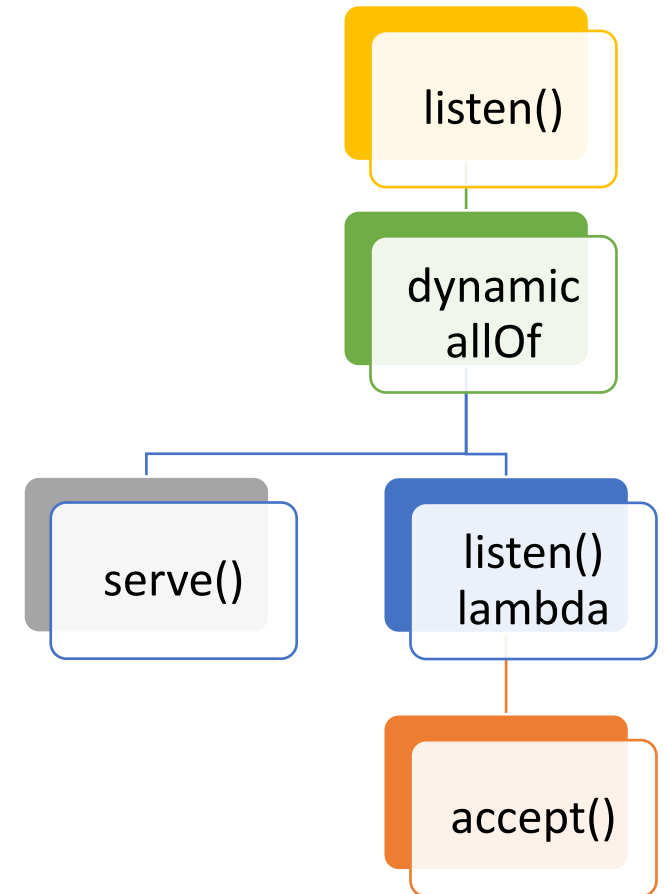 listen()
dynamic
allOf
serve()
listen()
lambda
accept()